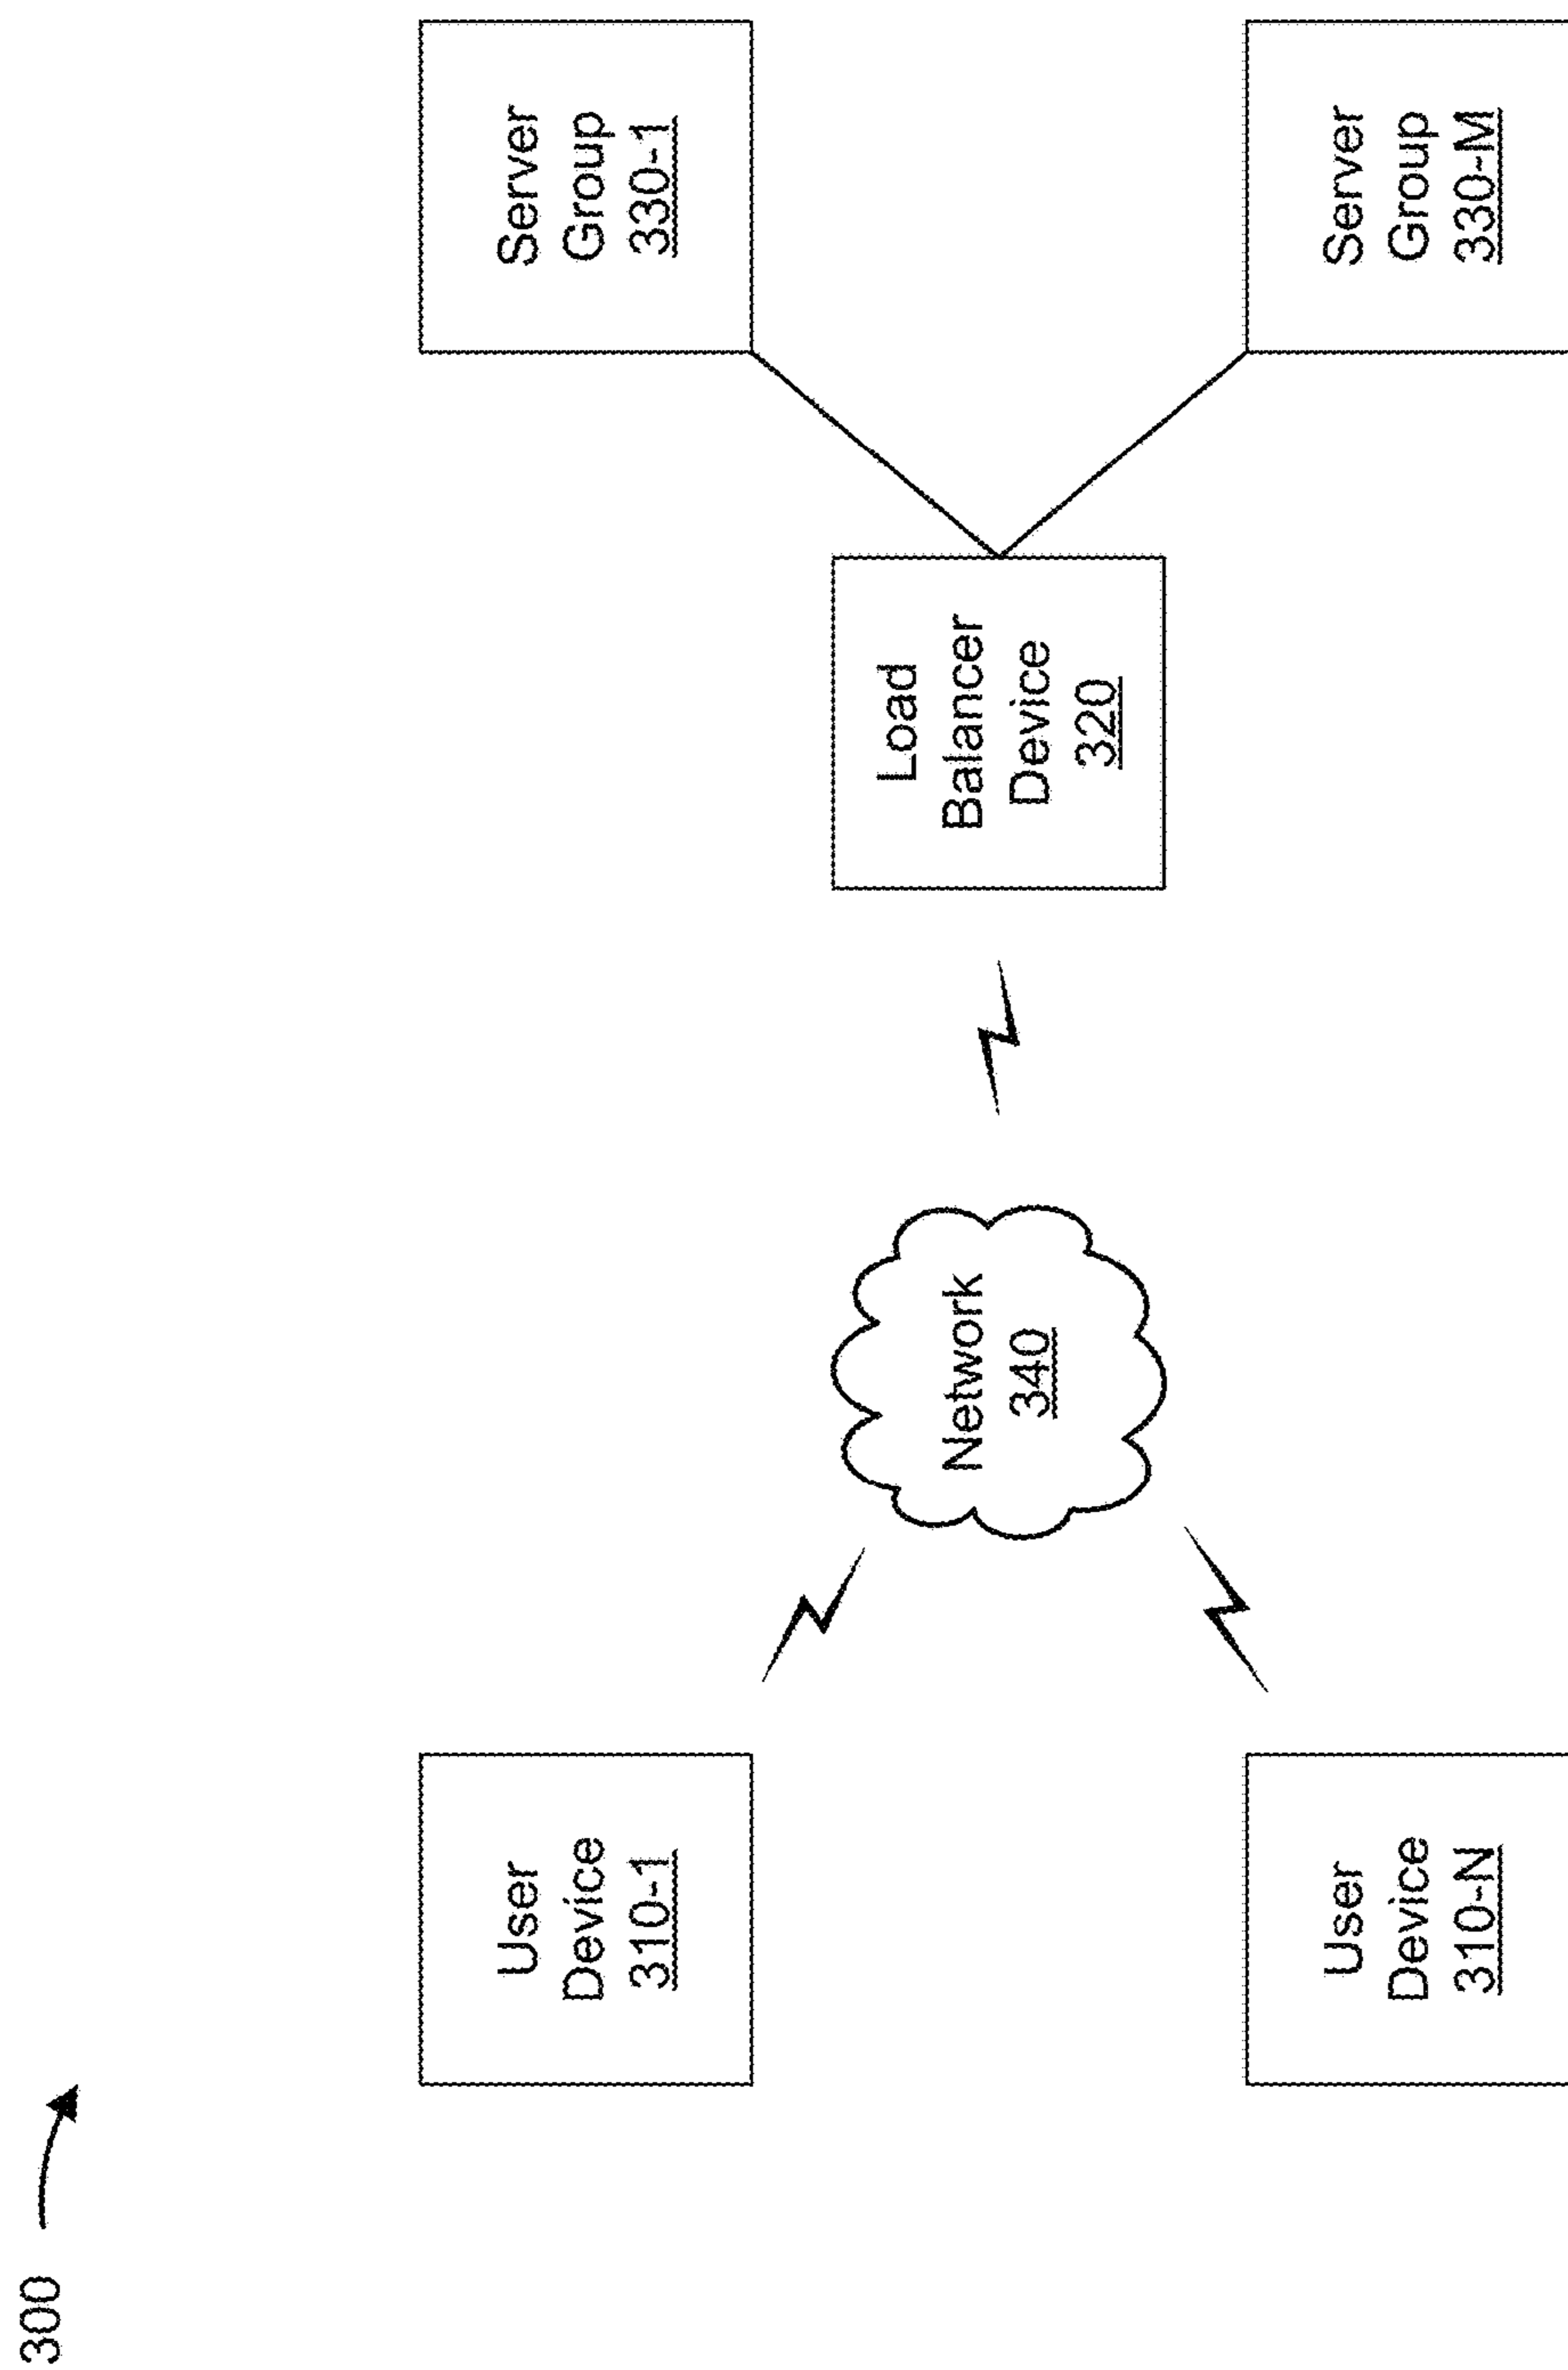 300
User
Device
310-1
User
Device
310-N
Network
340
Load
Balancer
Device
320
Server
Group
330-1
Server
Group
330-M